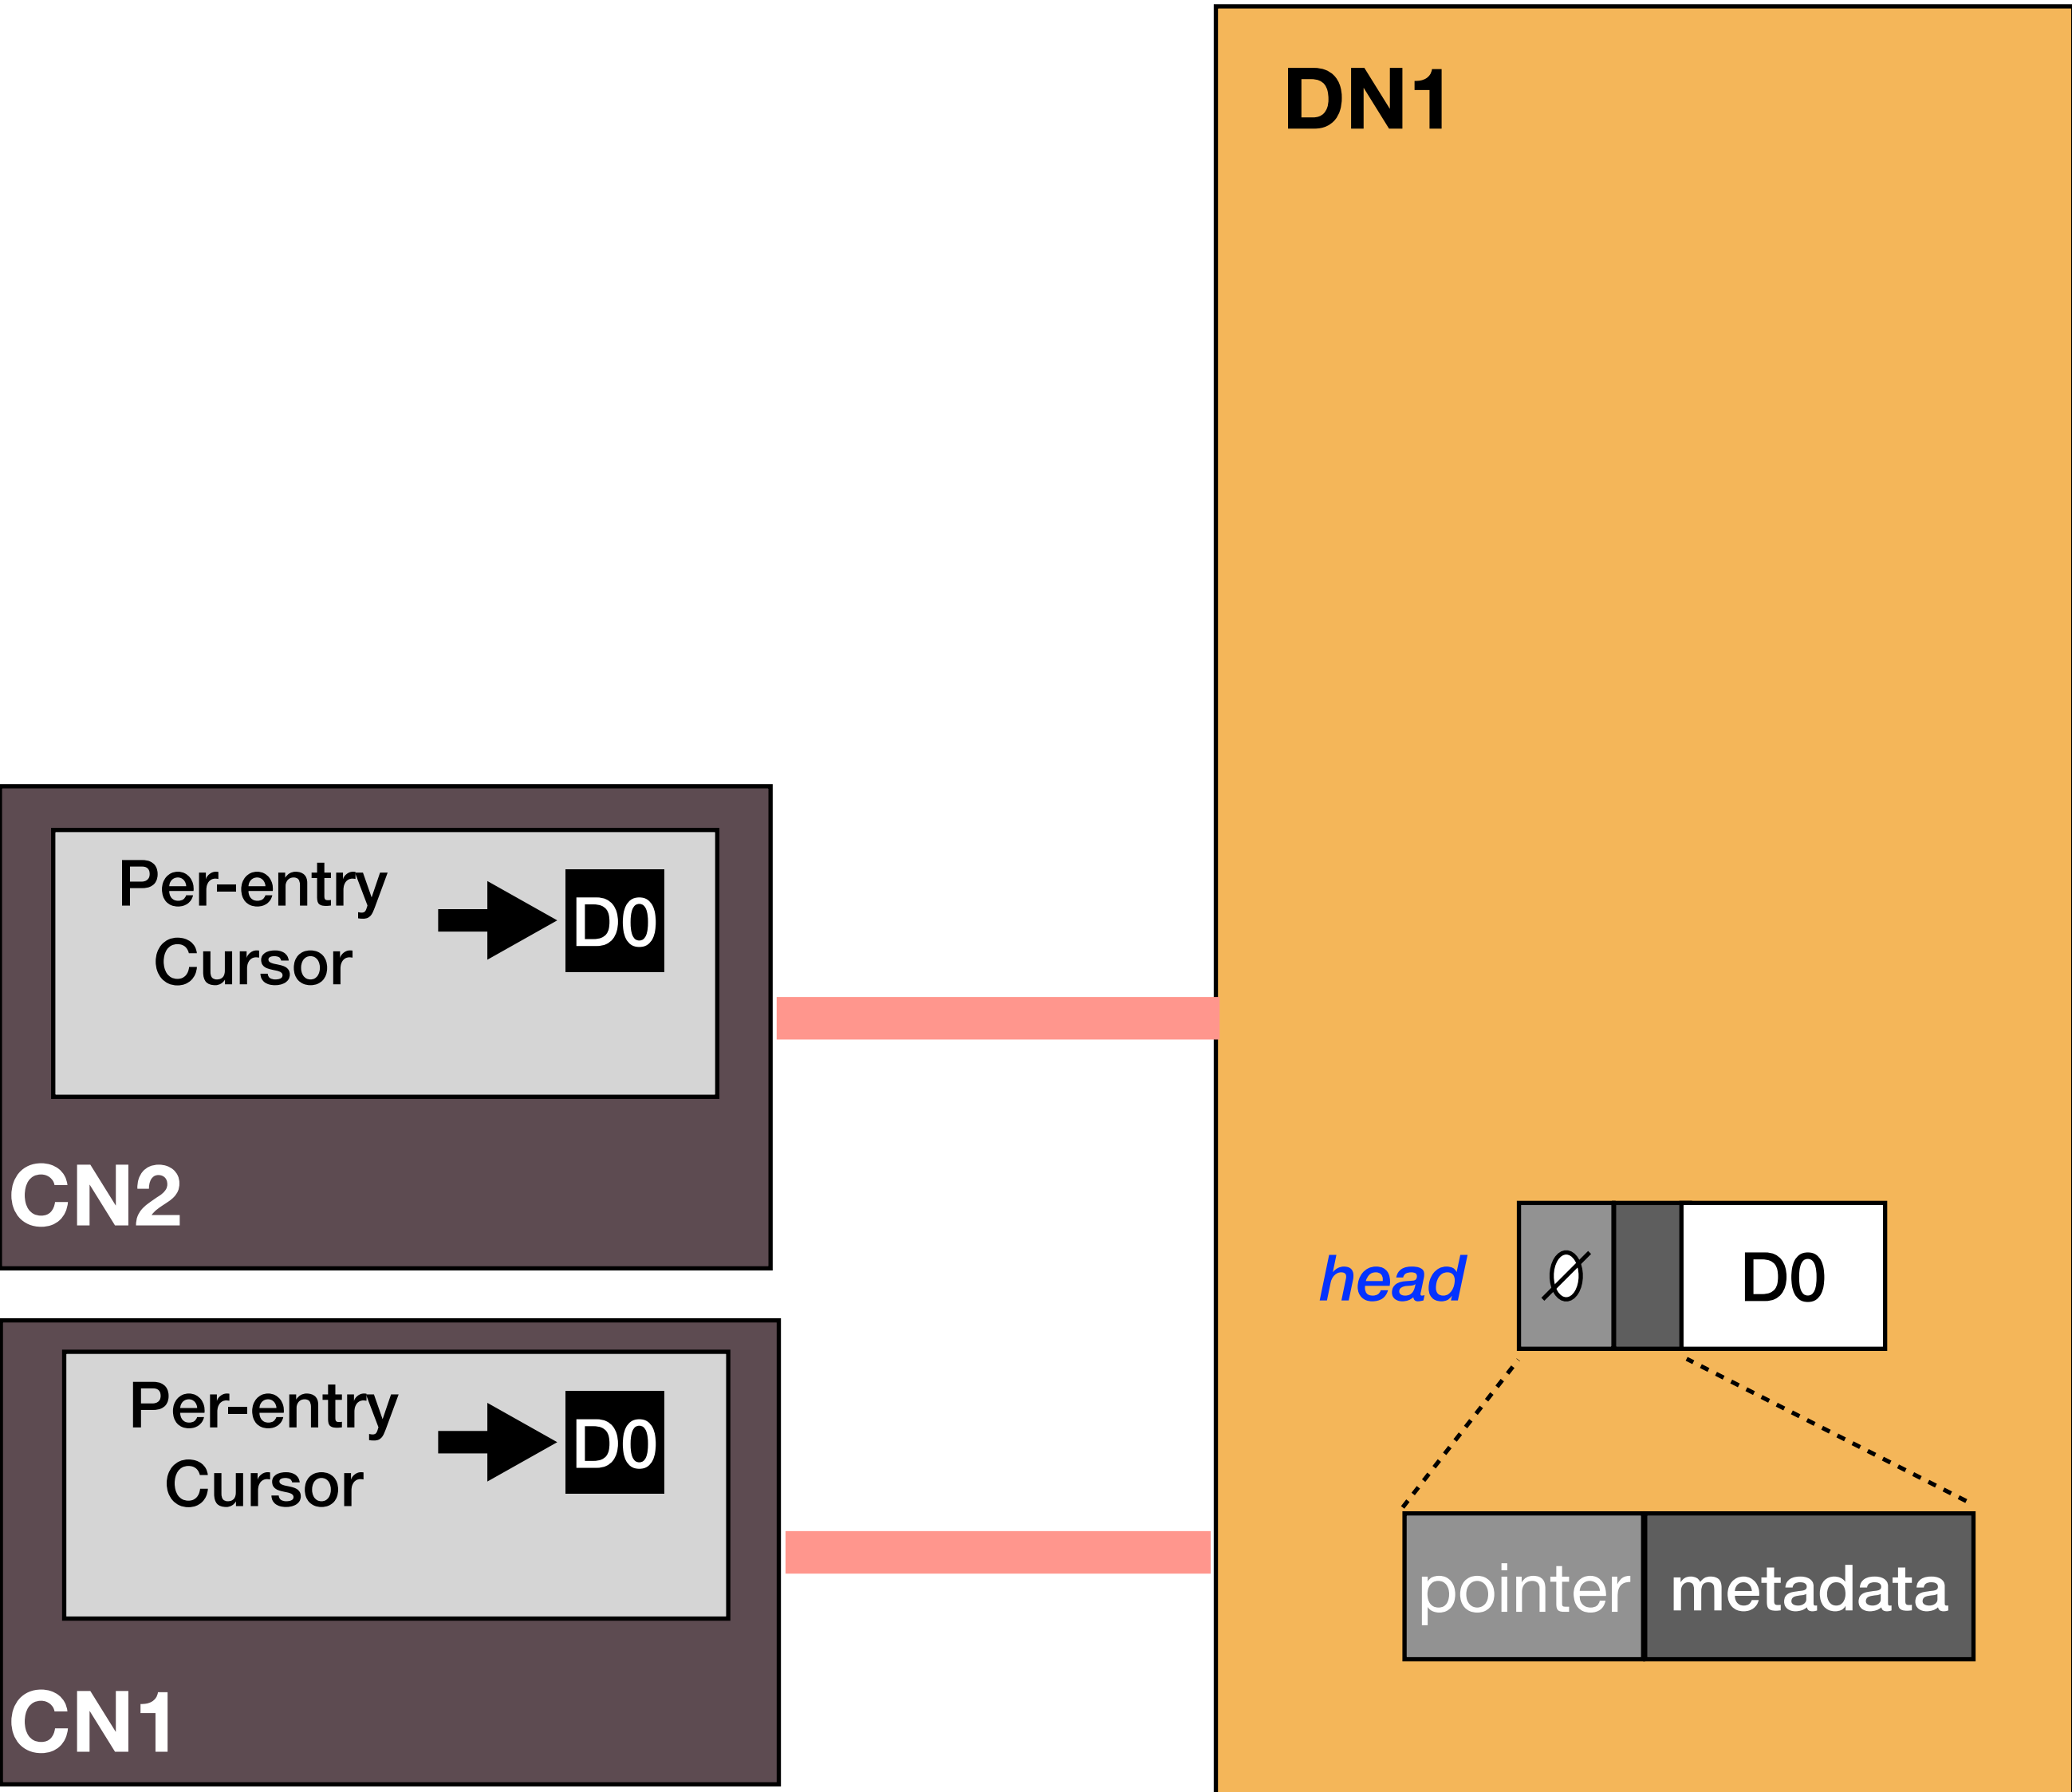 DN1
Per-entry
Cursor
D0
CN2
head
∅
D0
Per-entry
Cursor
D0
pointer
metadata
CN1